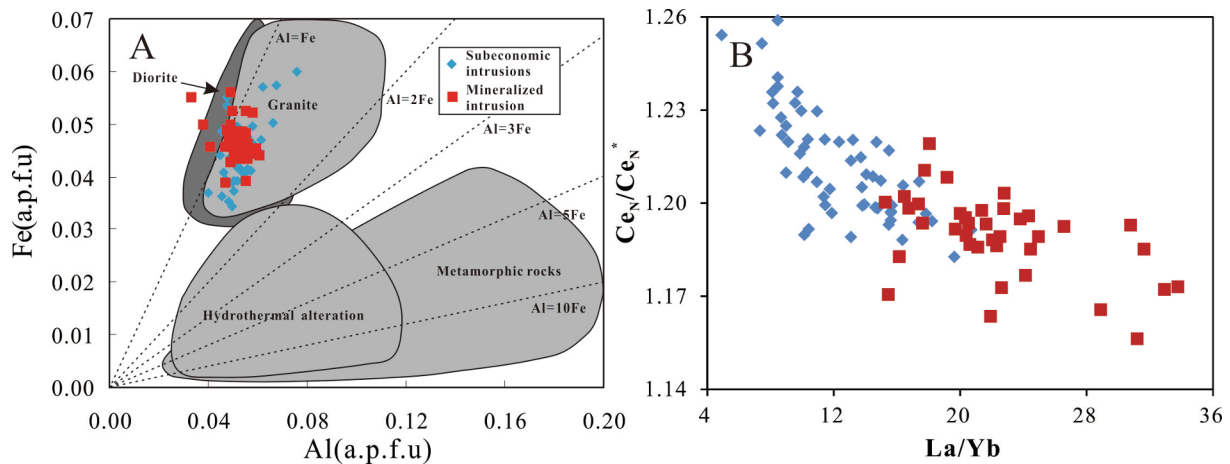 A
Fe(a.p.f.u)
0.07
0.06
0.05
0.04
0.03
0.02
0.01
0.00
0.00
0.04
0.08
0.12
0.16
0.20
Al(a.p.f.u)
Al=Fe
Diorite
Granite
Subeconomic
intrusions
Mineralized
intrusion
Al=2Fe
Al=3Fe
Al=5Fe
Metamorphic rocks
Al=10Fe
Hydrothermal alteration
B
CeN/CeN*
1.26
1.23
1.20
1.17
1.14
4
12
20
28
36
La/Yb